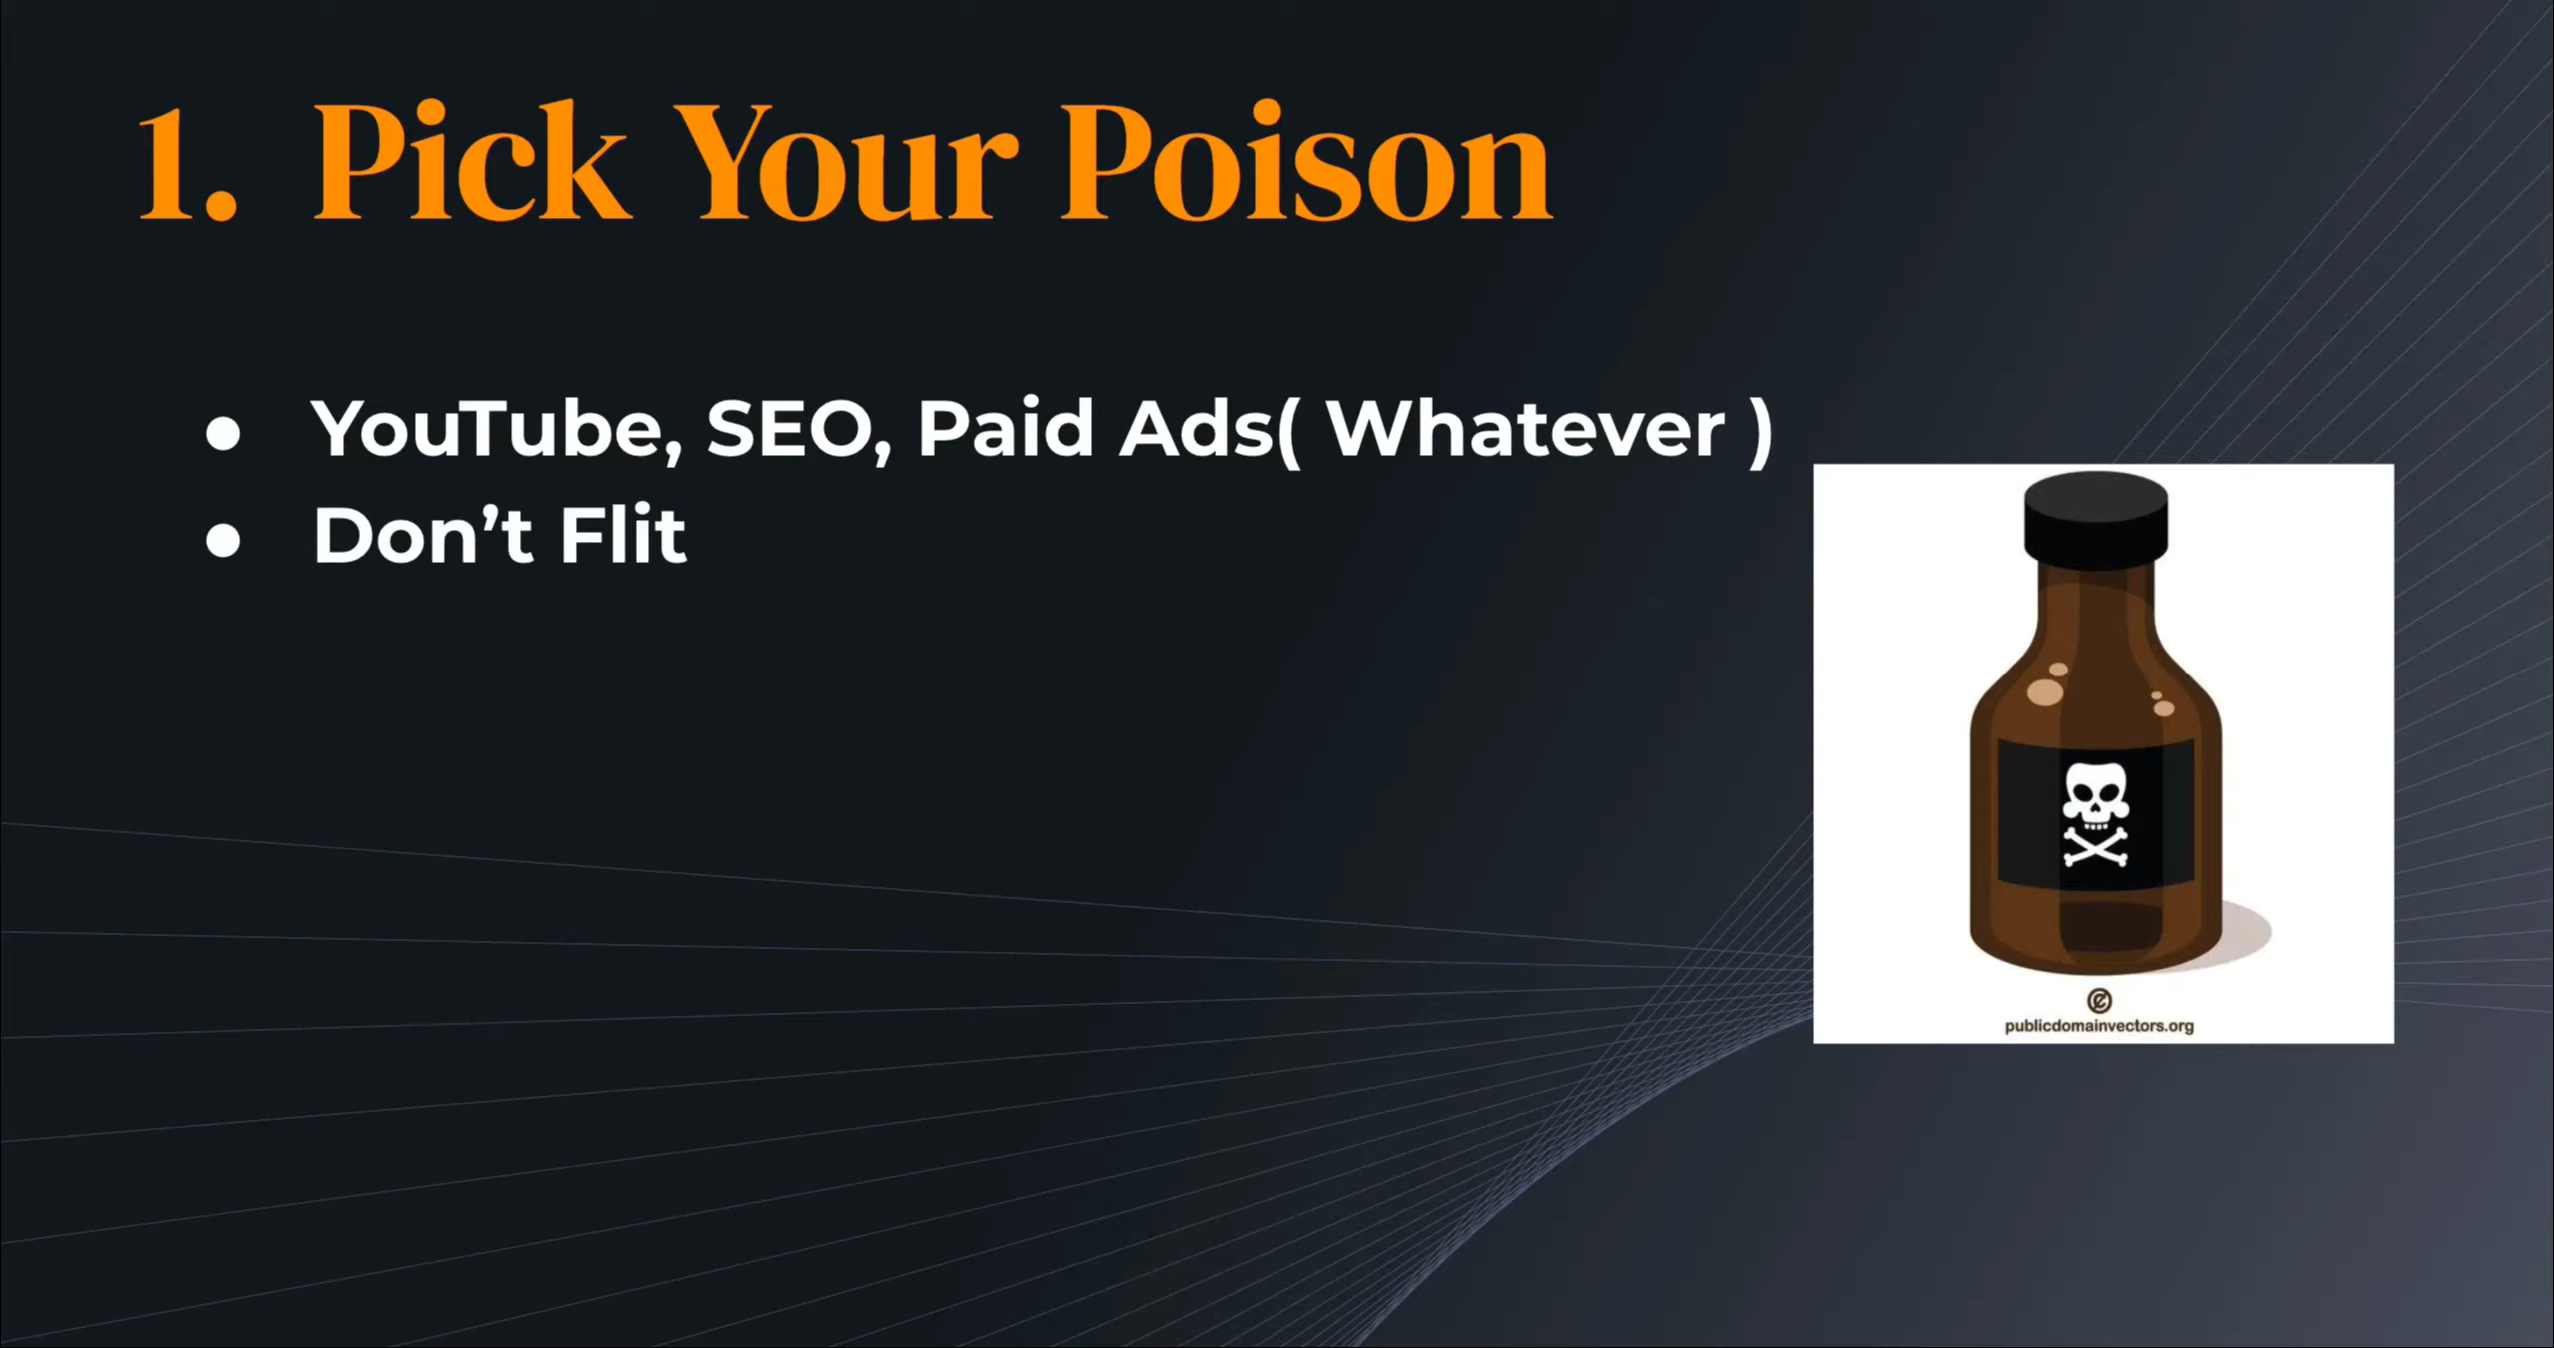 1. Pick Your Poison
● YouTube, SEO, Paid Ads( Whatever )
● Don’t Flit
publicdomainvectors.org